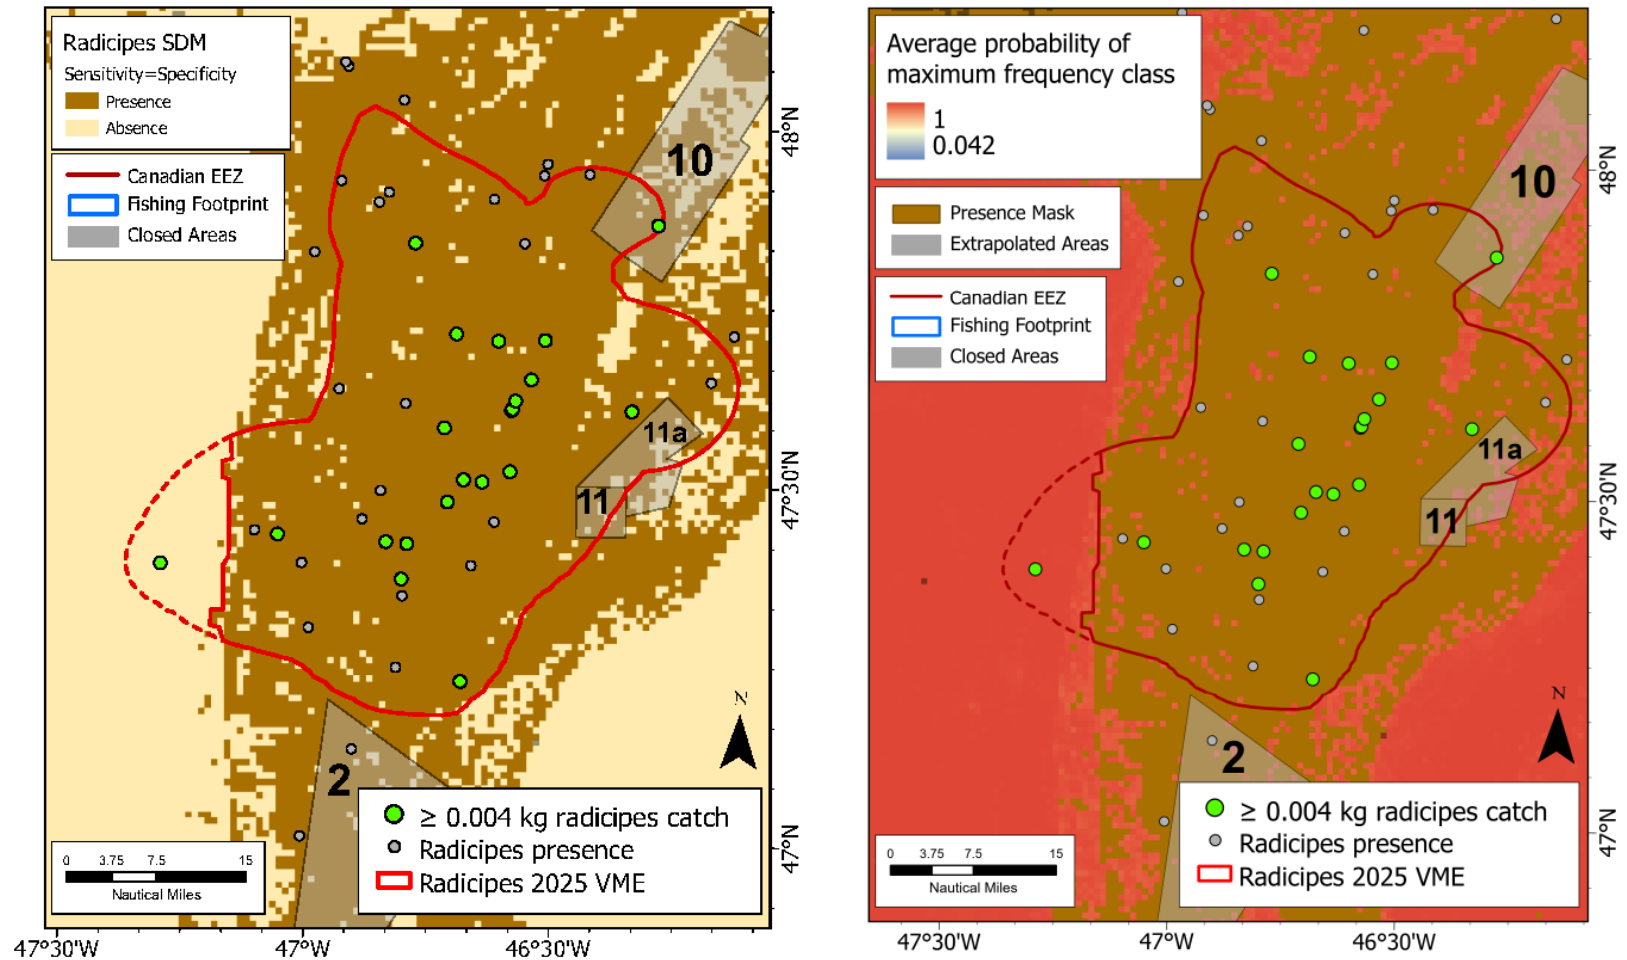 Radicipes SDM
Sensitivity=Specificity
Presence
Absence
Canadian EEZ
Fishing Footprint
Closed Areas
10
48°N
11a
11
47°30'N
2
N
≥ 0.004 kg radicipes catch
Radicipes presence
Radicipes 2025 VME
47°N
0 3.75 7.5 15
Nautical Miles
47°30'W 47°W 46°30'W
Average probability of
maximum frequency class
1
0.042
Presence Mask
Extrapolated Areas
Canadian EEZ
Fishing Footprint
Closed Areas
10
48°N
11a
11
47°30'N
2
N
≥ 0.004 kg radicipes catch
Radicipes presence
Radicipes 2025 VME
47°N
0 3.75 7.5 15
Nautical Miles
47°30'W 47°W 46°30'W